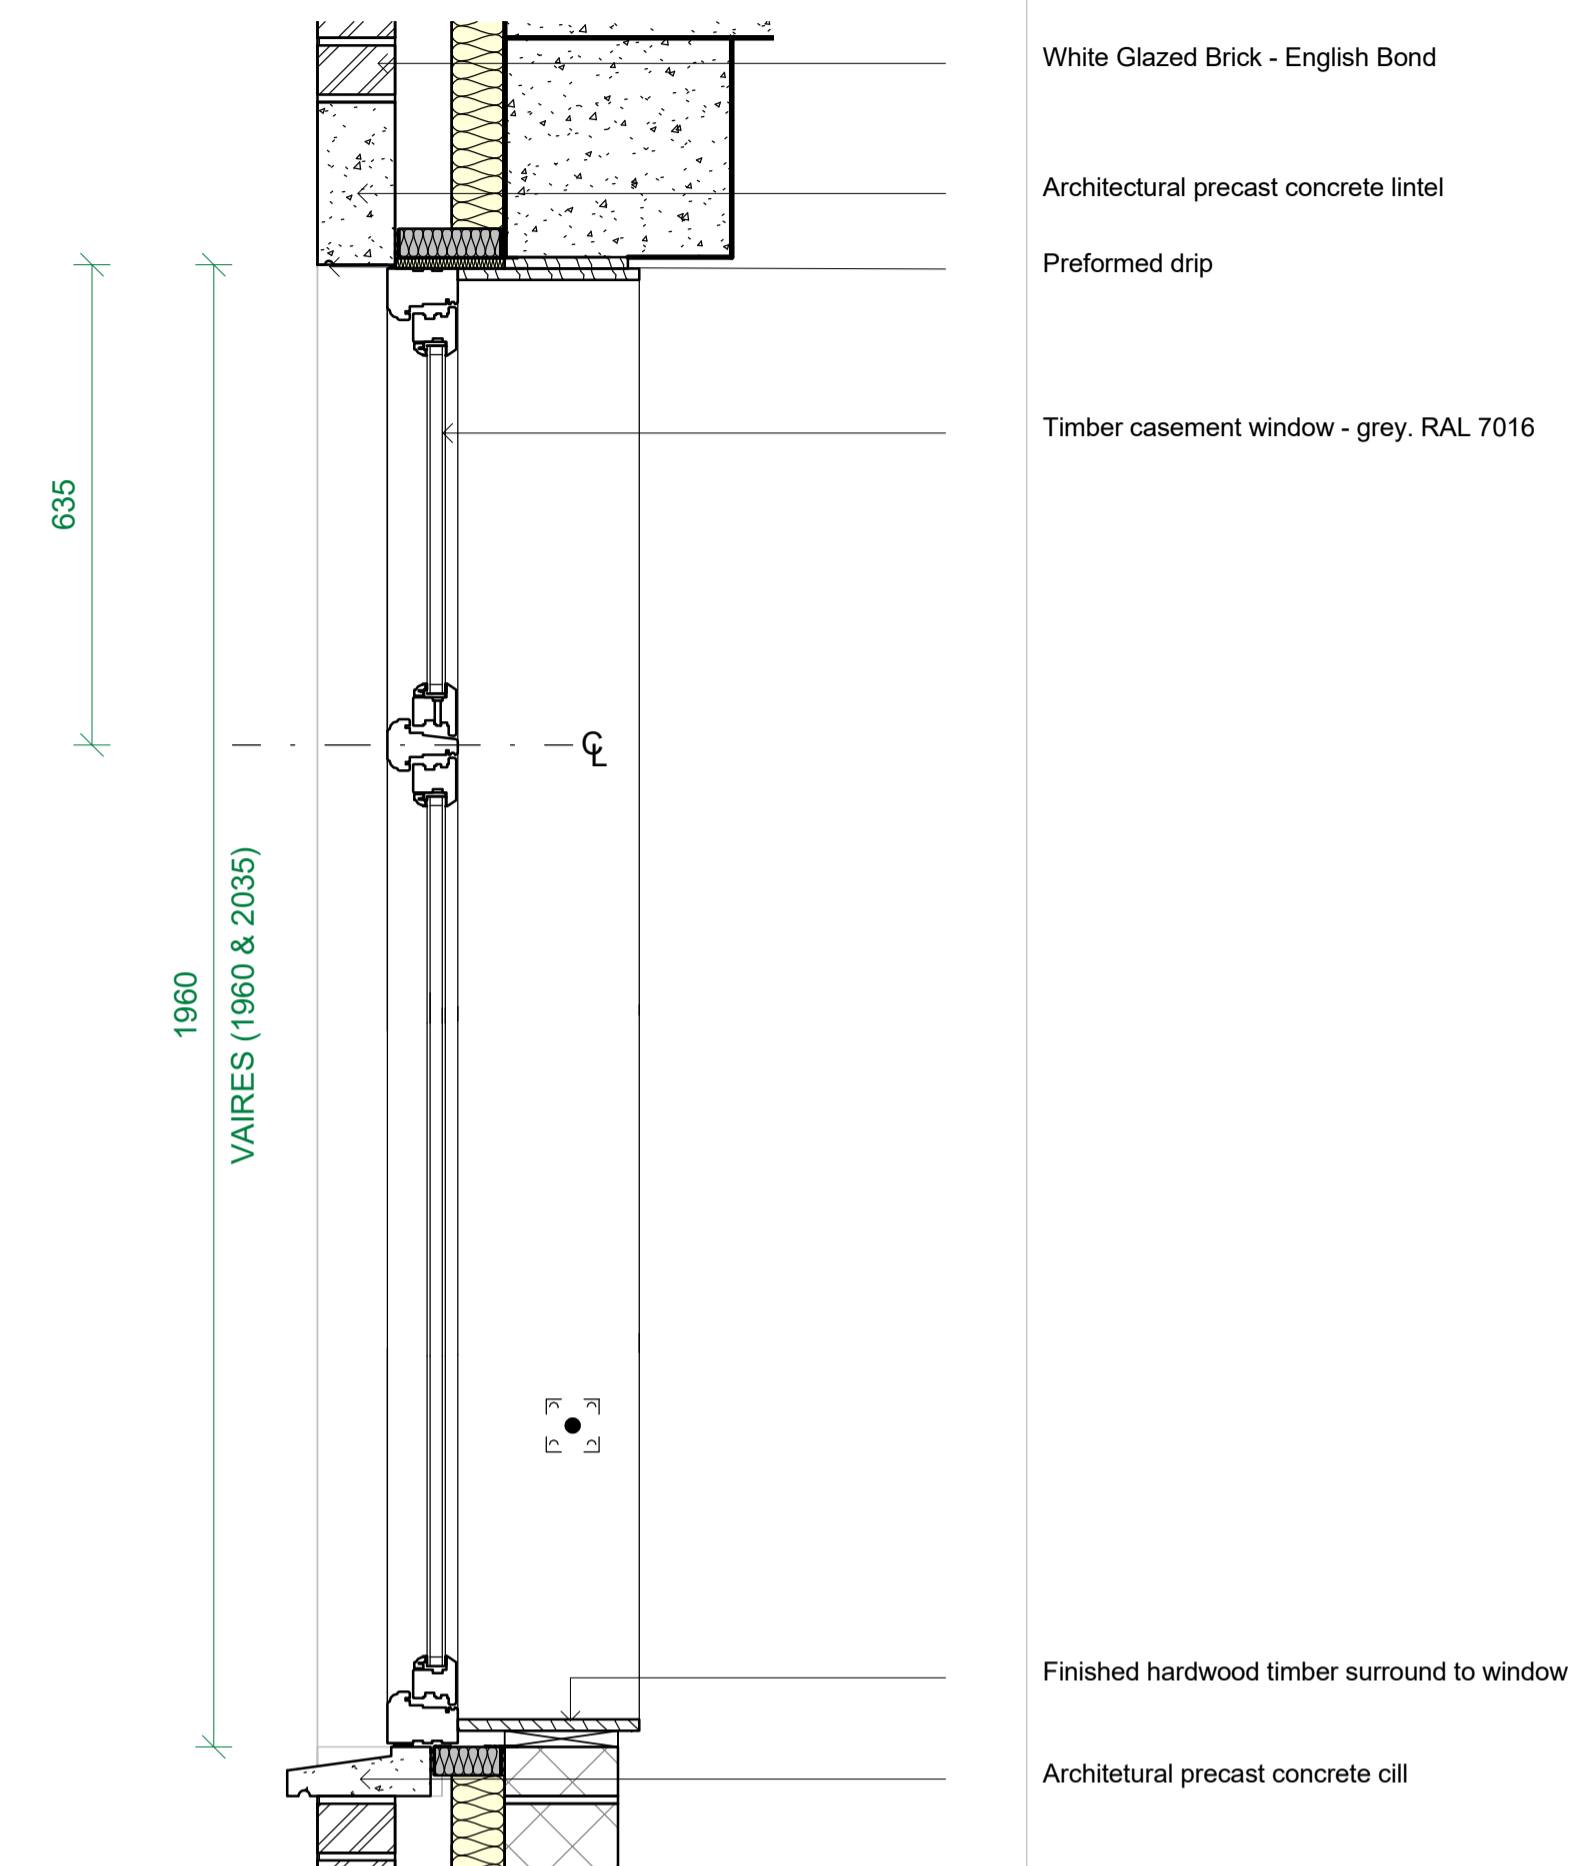 White Glazed Brick - English Bond
Architectural precast concrete lintel
Preformed drip
Timber casement window - grey. RAL 7016
635
℄
1960
VAIRES (1960 & 2035)
Finished hardwood timber surround to window
Architetural precast concrete cill